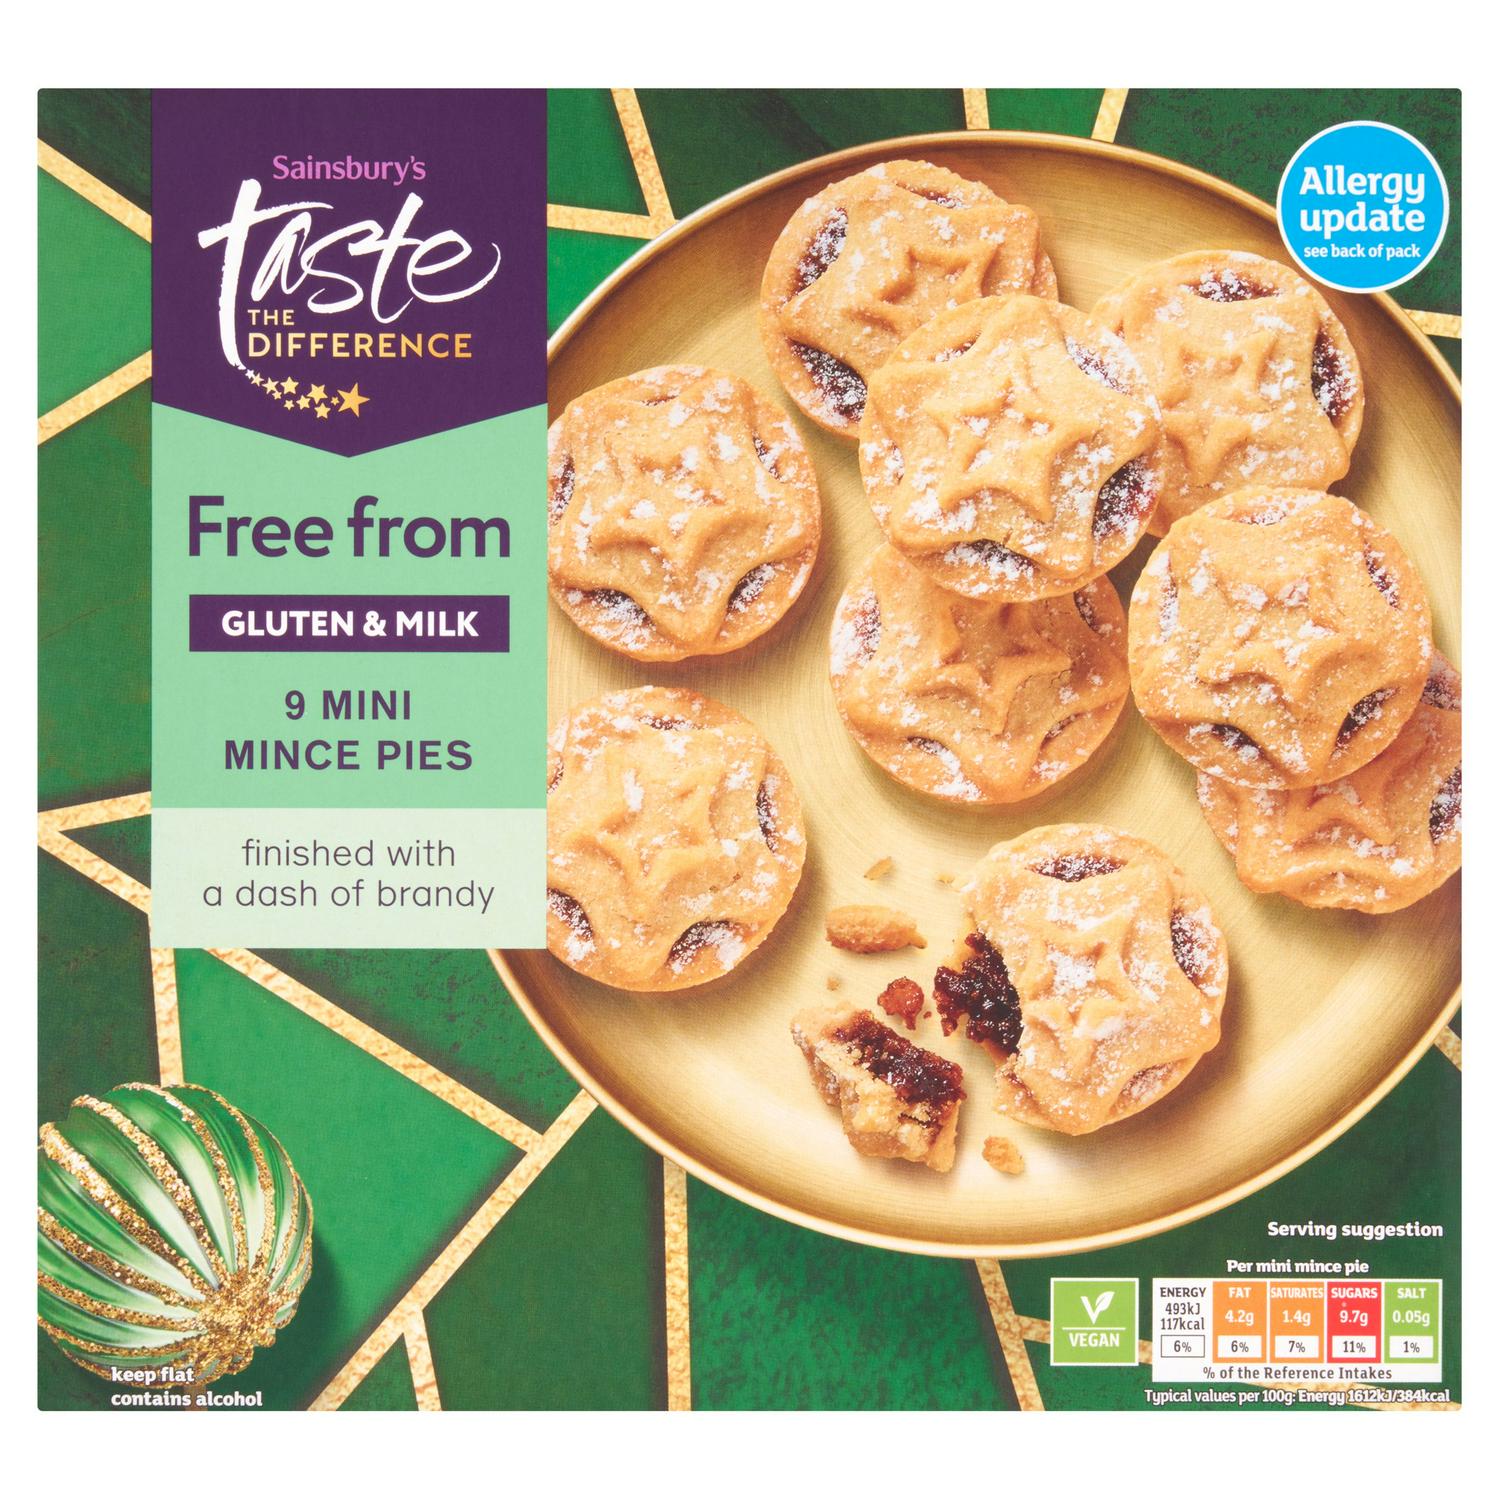 Sainsbury's
taste
THE
DIFFERENCE
Free from
GLUTEN & MILK
9 MINI
MINCE PIES
finished with
a dash of brandy
Allergy
update
see back of pack
keep flat
contains alcohol
Serving suggestion
Per mini mince pie
VEGAN
ENERGY FAT SATURATES SUGARS SALT
493kJ 4.2g 1.4g 9.7g 0.05g
117kcal
6% 6% 7% 11% 1%
% of the Reference Intakes
Typical values per 100g: Energy 1612kJ/384kcal